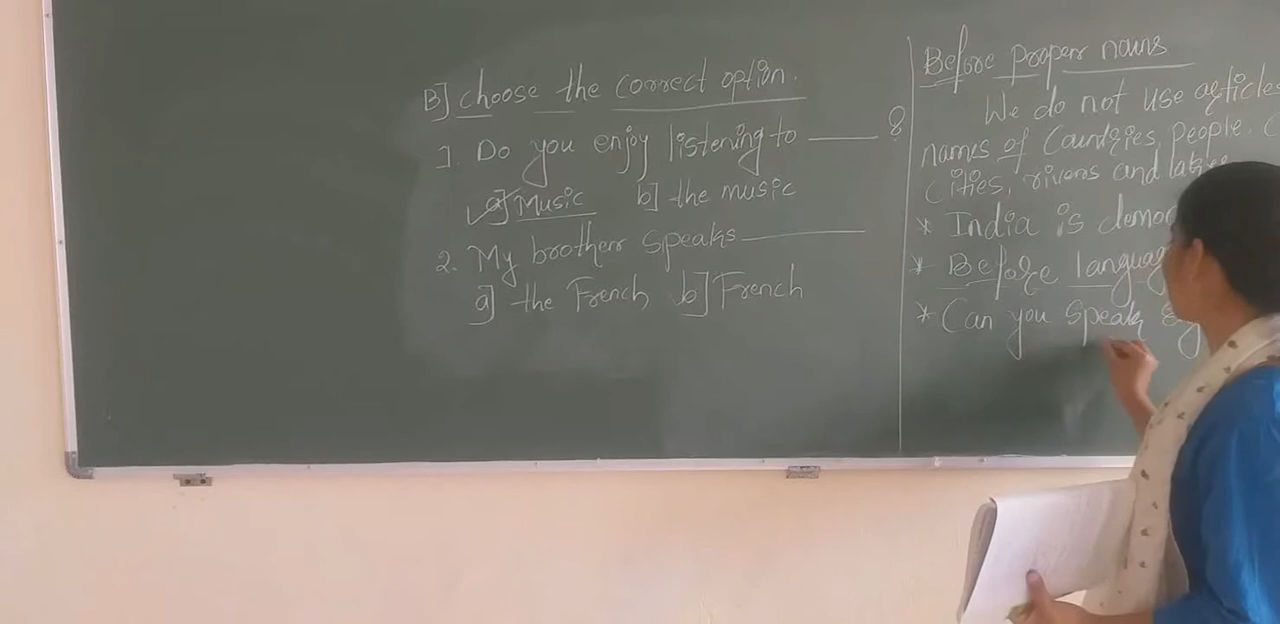 B] choose the correct option.
1. Do you enjoy listening to ——— ?
a] Music b] the music
2. My brother speaks ———
a] the French b] French
Before proper nouns
We do not use articles
names of Countries, People,
Cities, rivers and lakes
* India is
* Before
* Can you speak